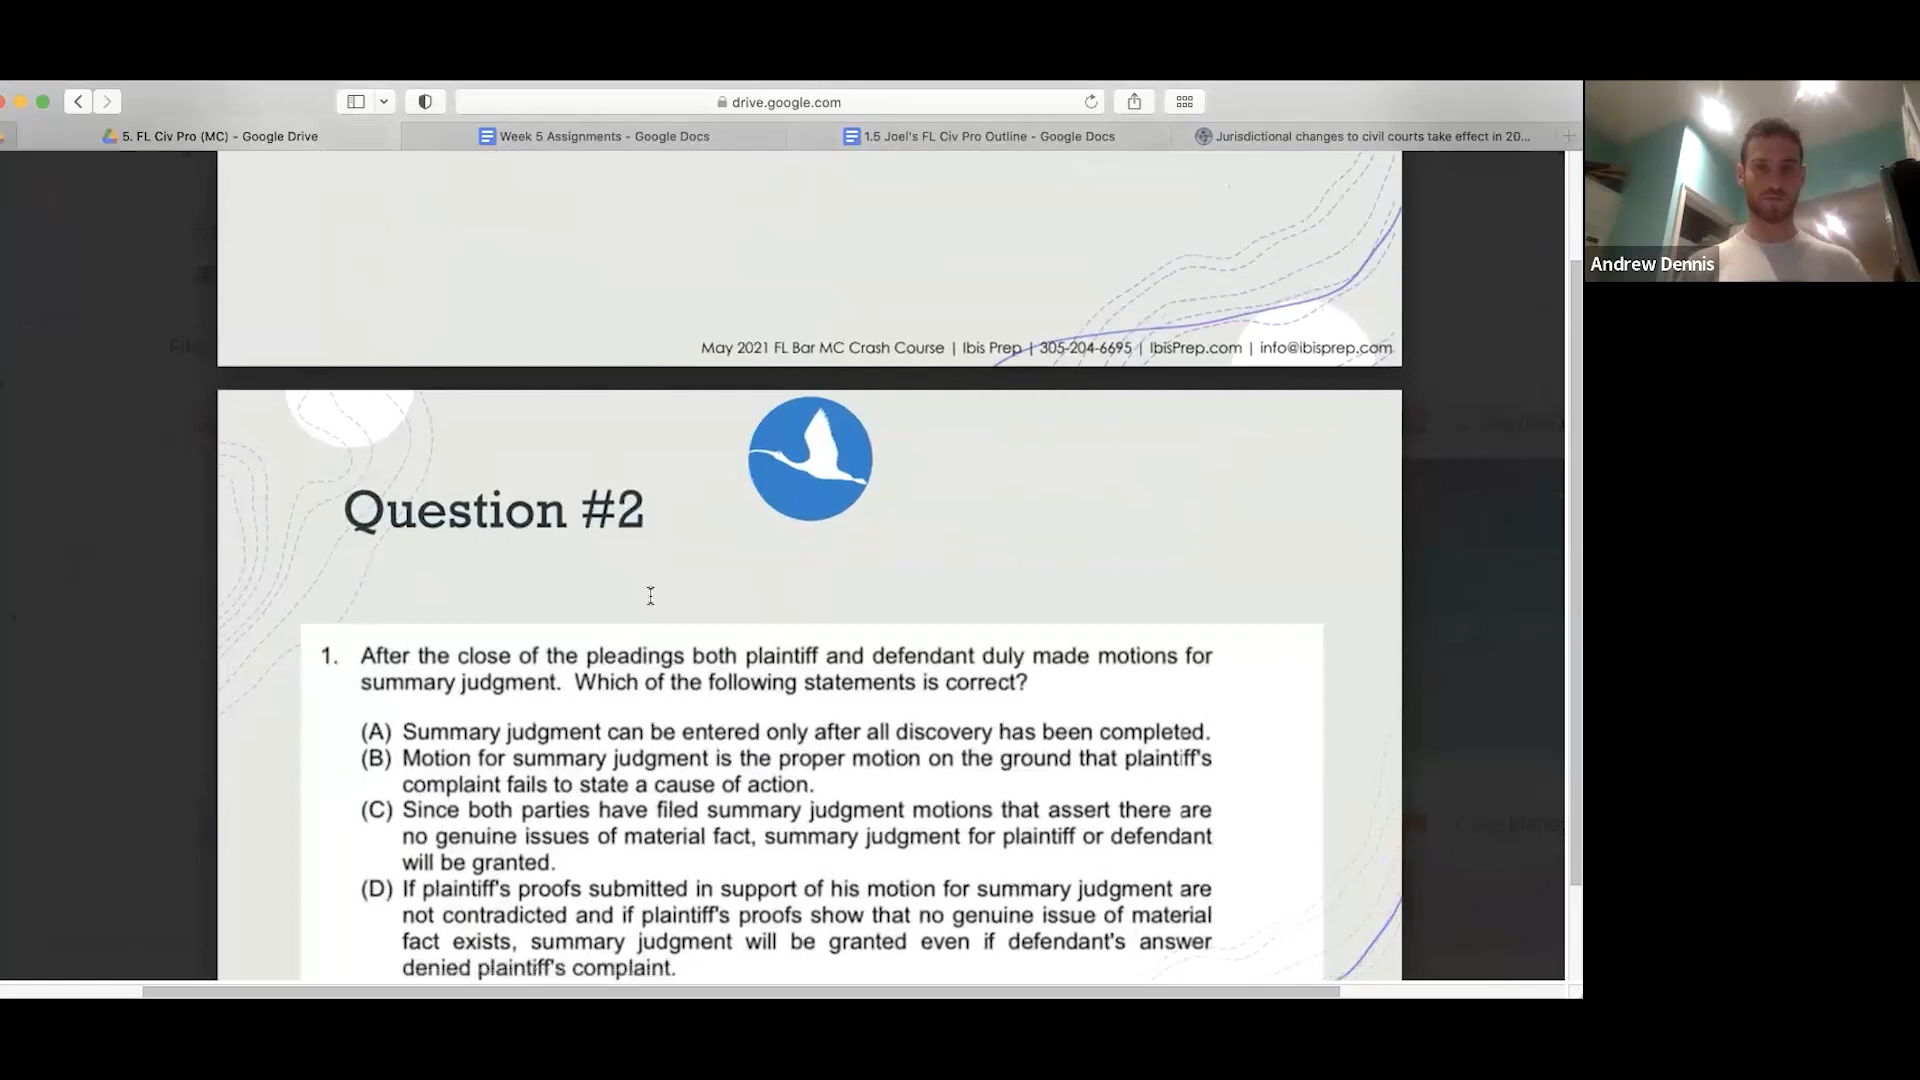 drive.google.com
5. FL Civ Pro (MC) - Google Drive
Week 5 Assignments - Google Docs
1.5 Joel's FL Civ Pro Outline - Google Docs
Jurisdictional changes to civil courts take effect in 20...
Andrew Dennis
May 2021 FL Bar MC Crash Course | Ibis Prep | 305-204-6695 | IbisPrep.com | info@ibisprep.com
Question #2
1. After the close of the pleadings both plaintiff and defendant duly made motions for
summary judgment. Which of the following statements is correct?
(A) Summary judgment can be entered only after all discovery has been completed.
(B) Motion for summary judgment is the proper motion on the ground that plaintiff's
complaint fails to state a cause of action.
(C) Since both parties have filed summary judgment motions that assert there are
no genuine issues of material fact, summary judgment for plaintiff or defendant
will be granted.
(D) If plaintiff's proofs submitted in support of his motion for summary judgment are
not contradicted and if plaintiff's proofs show that no genuine issue of material
fact exists, summary judgment will be granted even if defendant's answer
denied plaintiff's complaint.